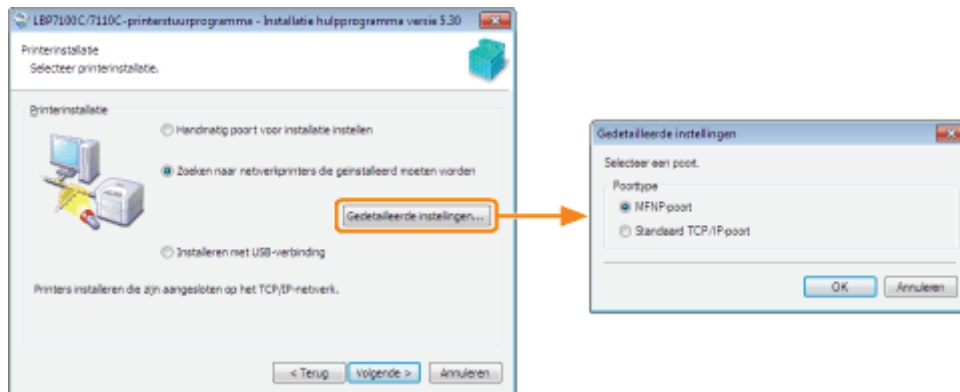 LBP7100C/7110C-printerstuurprogramma - Installatie hulpprogramma versie 5.30
Printerinstallatie
Selecteer printerinstallatie.
Printerinstallatie
Handmatig poort voor installatie instellen
Zoeken naar netwerkprinters die geïnstalleerd moeten worden
Gedetailleerde instellingen...
Installeren met USB-verbinding
Printers installeren die zijn aangesloten op het TCP/IP-netwerk.
< Terug
Volgende >
Annuleren
Gedetailleerde instellingen
Selecteer een poort.
Poorttype
MFNP-poort
Standaard TCP/IP-poort
OK
Annuleren